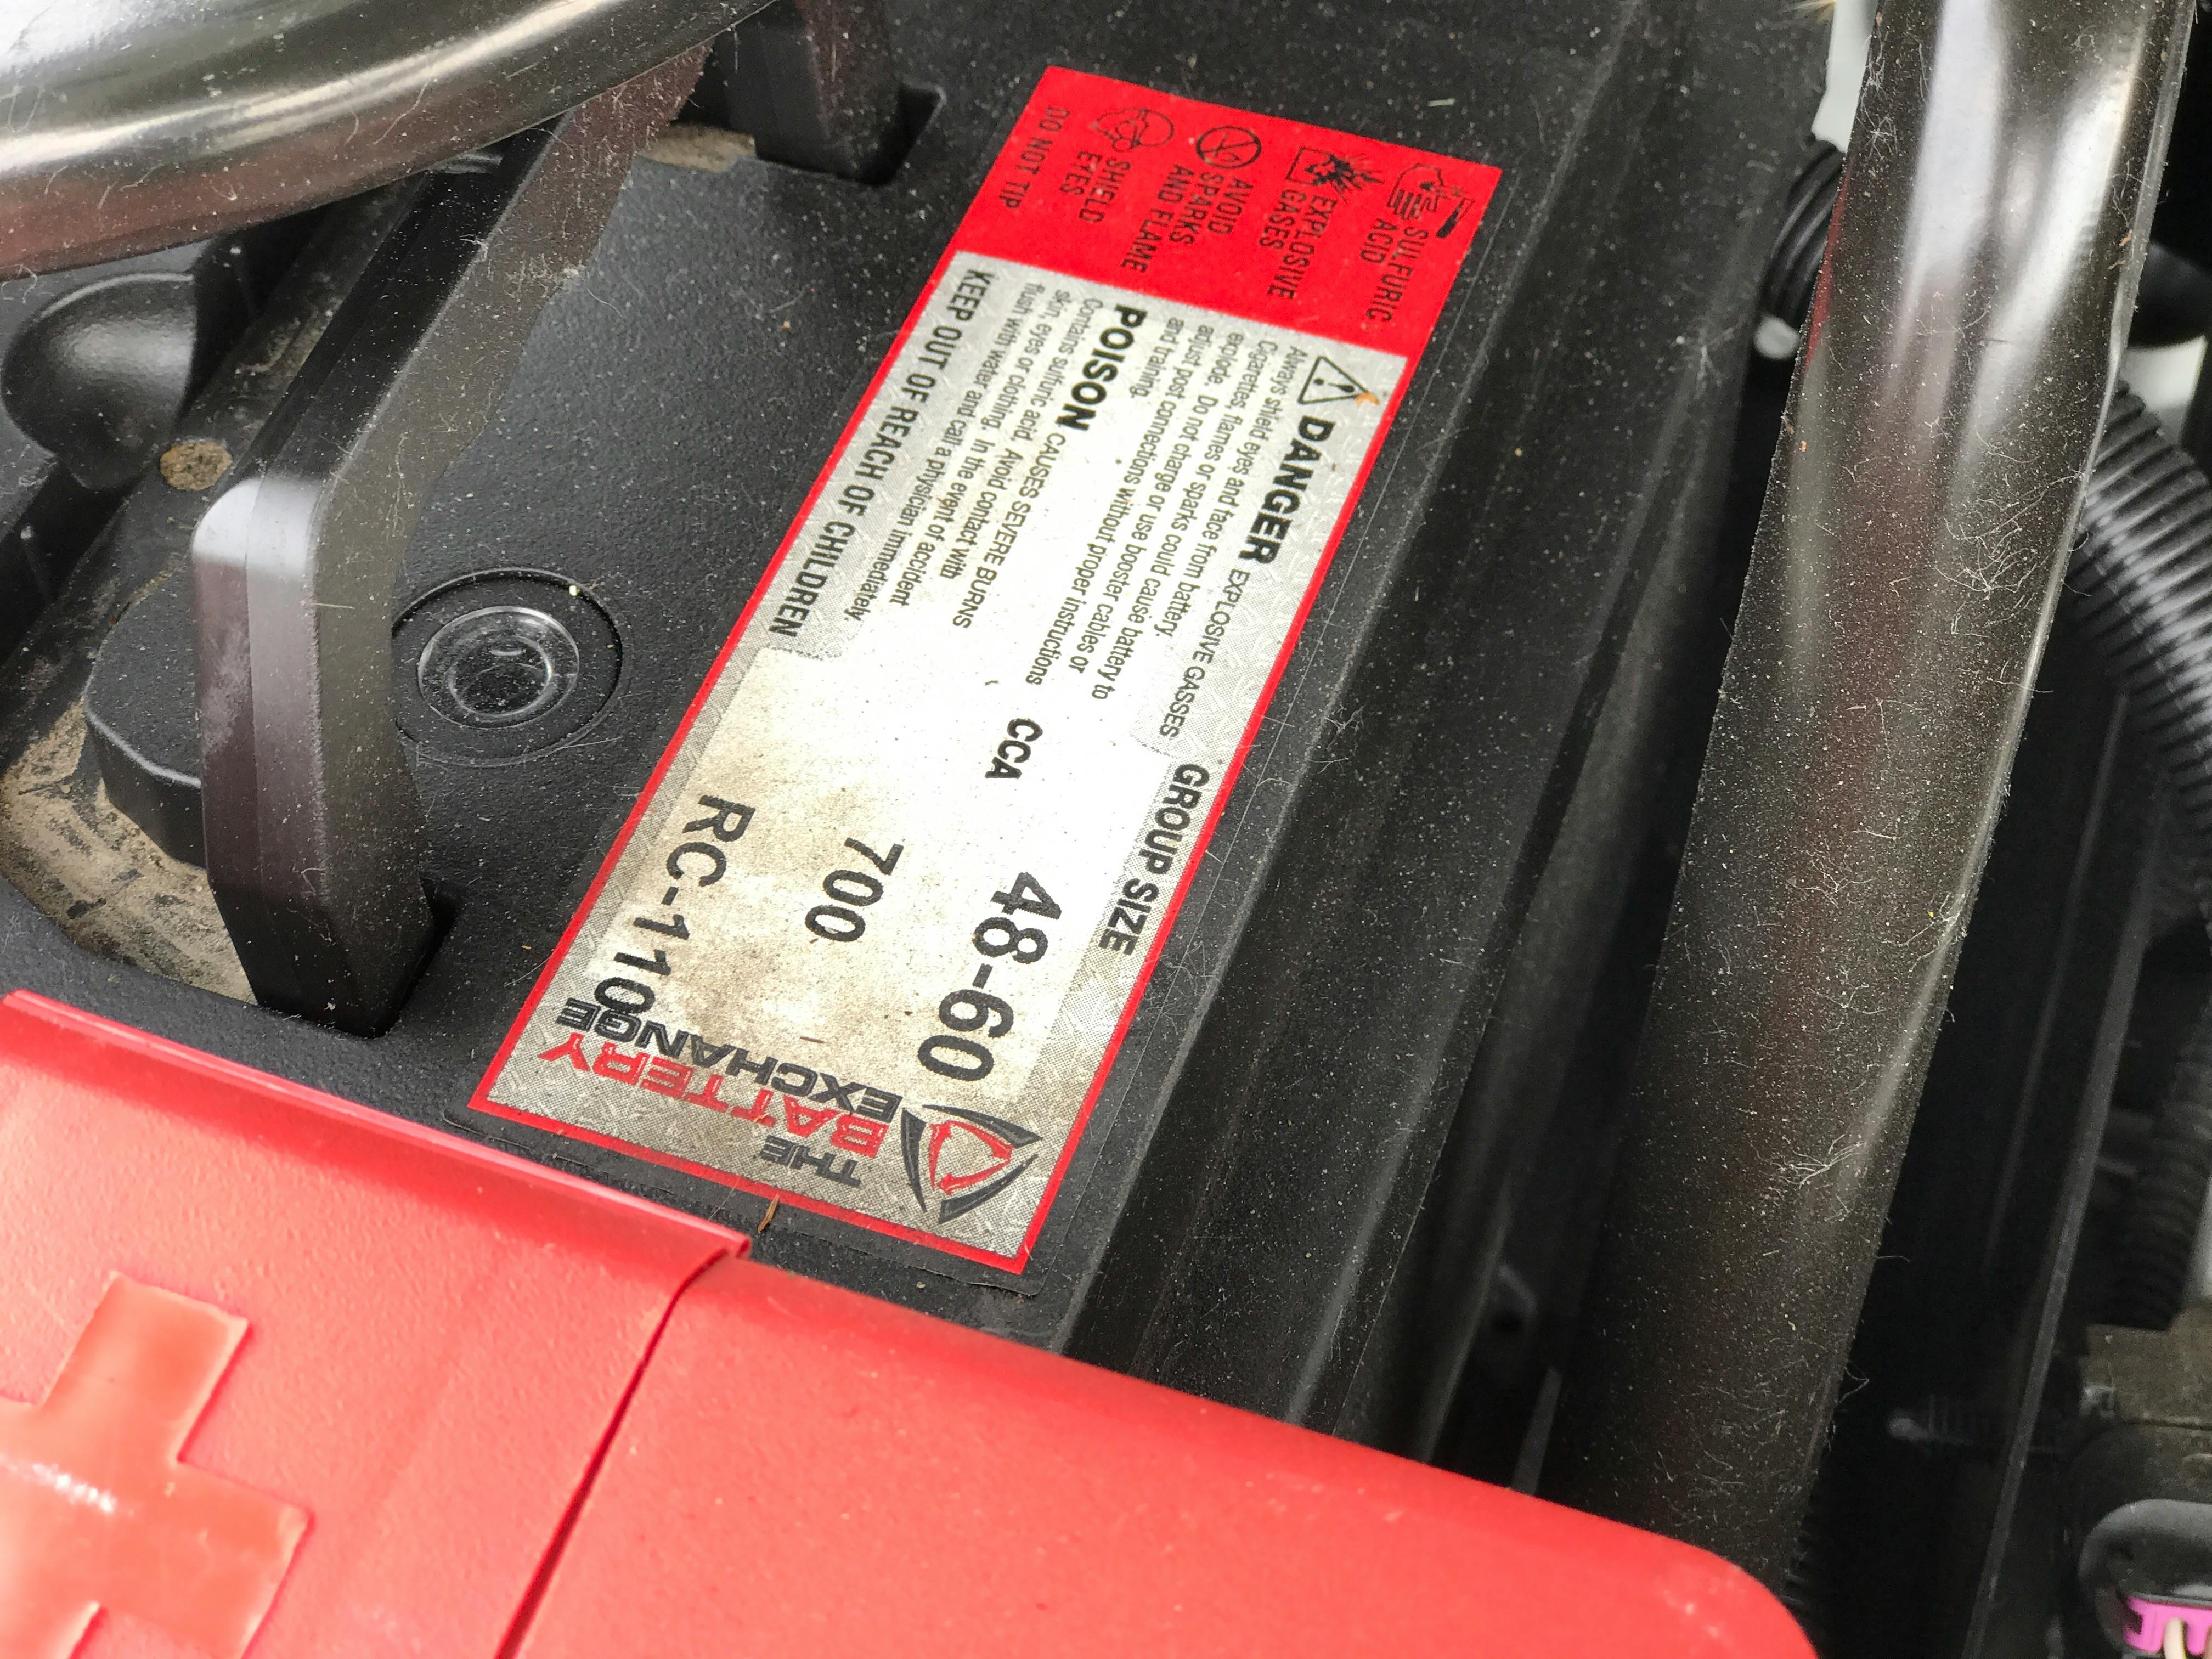 SULFURIC
ACID
EXPLOSIVE
GASES
AVOID
SPARKS
AND FLAME
SHIELD
EYES
DO NOT TIP
DANGER EXPLOSIVE GASSES
Always shield eyes and face from battery.
Cigarettes, flames or sparks could cause battery to
explode. Do not charge or use booster cables or
adjust post connections without proper instructions
and training.
POISON CAUSES SEVERE BURNS
Contains sulfuric acid. Avoid contact with
skin, eyes or clothing. In the event of accident
flush with water and call a physician immediately.
KEEP OUT OF REACH OF CHILDREN
GROUP SIZE
48-60
CCA
700
RC-110
THE
BATTERY
EXCHANGE